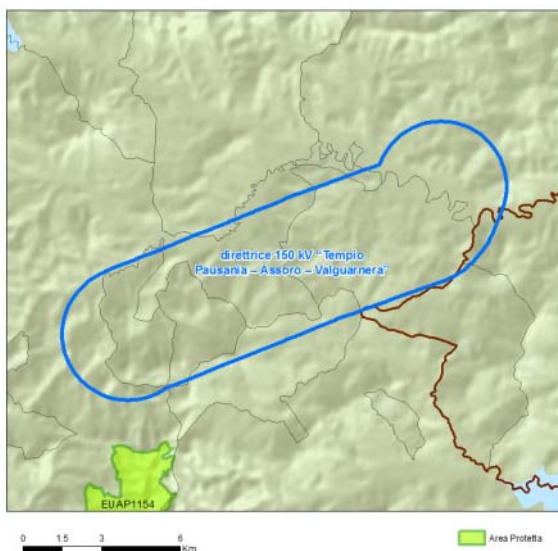 direttrice 150 kV "Tempio
Pausania – Assoro – Valguarnera"
EUAP1154
0 1.5 3 6
Km
Area Protetta